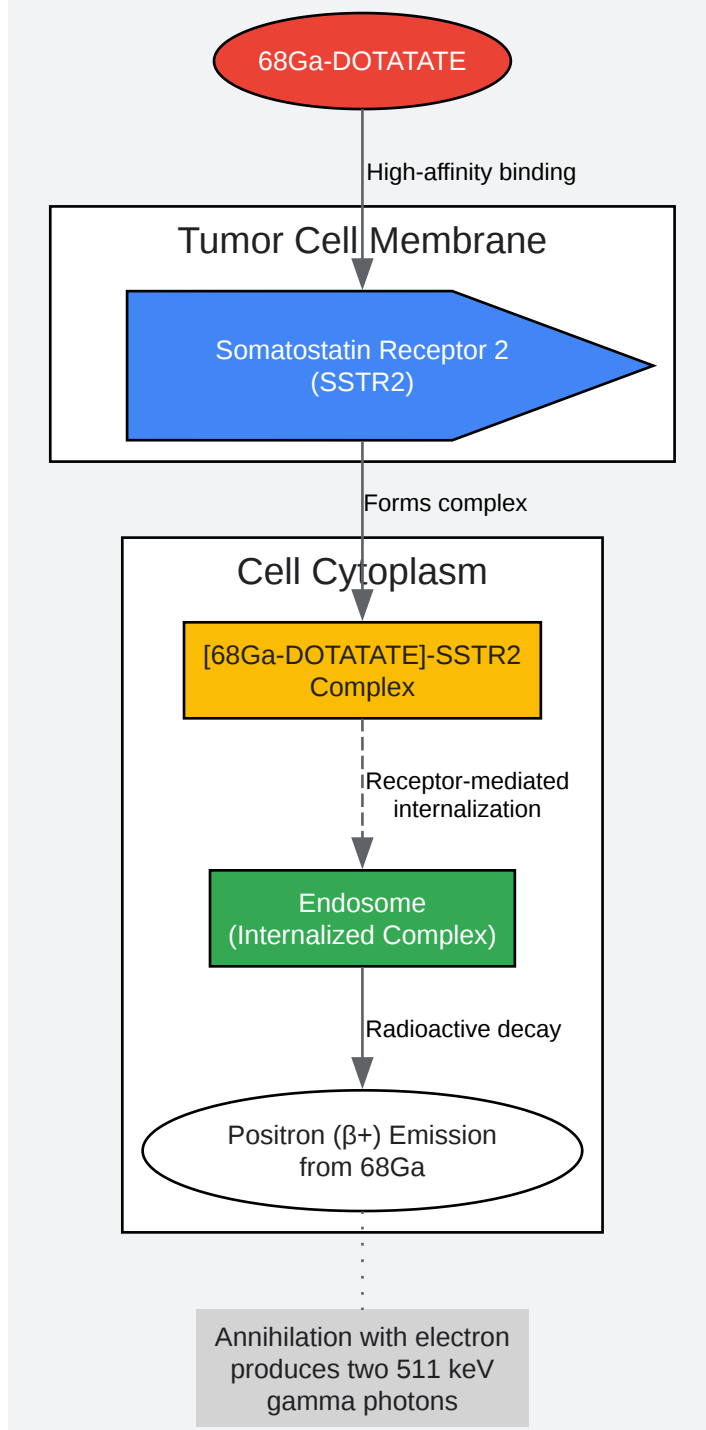 68Ga-DOTATATE
High-affinity binding
Tumor Cell Membrane
Somatostatin Receptor 2
(SSTR2)
Forms complex
Cell Cytoplasm
[68Ga-DOTATATE]-SSTR2
Complex
Receptor-mediated
internalization
Endosome
(Internalized Complex)
Radioactive decay
Positron (β+) Emission
from 68Ga
Annihilation with electron
produces two 511 keV
gamma photons